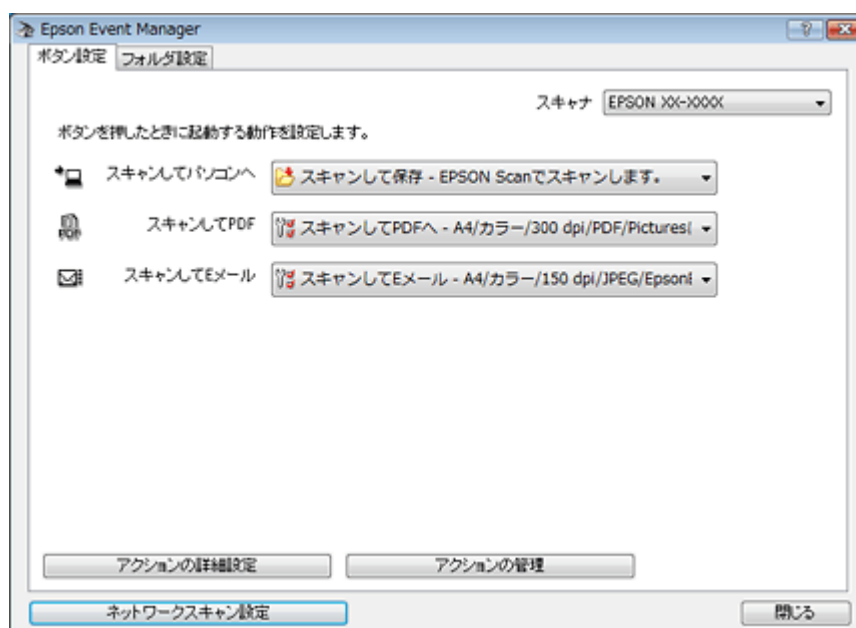 Epson Event Manager
ボタン設定 フォルダ設定
スキャナ EPSON XX-XXXX
ボタンを押したときに起動する動作を設定します。
スキャンしてパソコンへ スキャンして保存 - EPSON Scanでスキャンします。
スキャンしてPDF スキャンしてPDFへ - A4/カラー/300 dpi/PDF/Pictures
スキャンしてEメール スキャンしてEメール - A4/カラー/150 dpi/JPEG/Epson
アクションの詳細設定 アクションの管理
ネットワークスキャン設定 閉じる